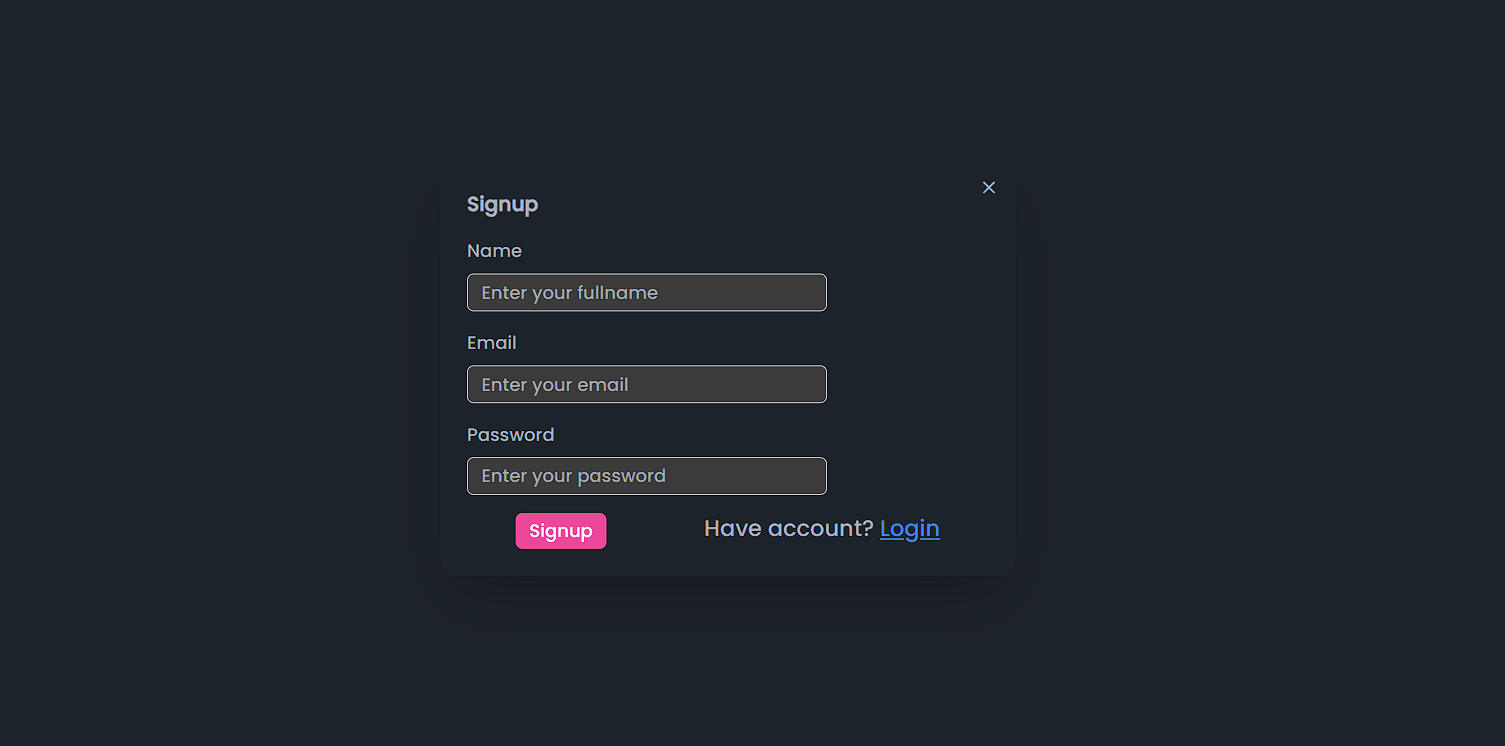 Signup
Name
Enter your fullname
Email
Enter your email
Password
Enter your password
Signup
Have account? Login